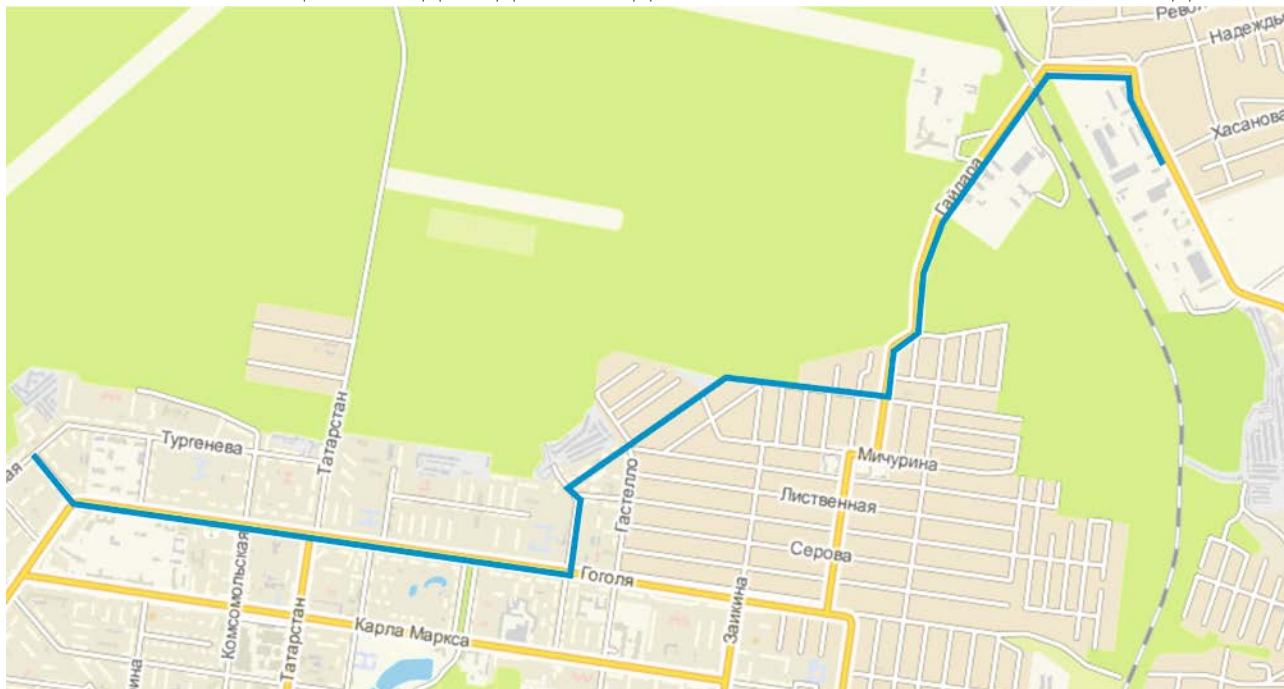 Надежды
Хасанова
Гайдара
Тургенева
Татарстан
Мичурина
Гастелло
Лиственная
Серова
Комсомольская
Гоголя
Заикина
Татарстан
Карла Маркса